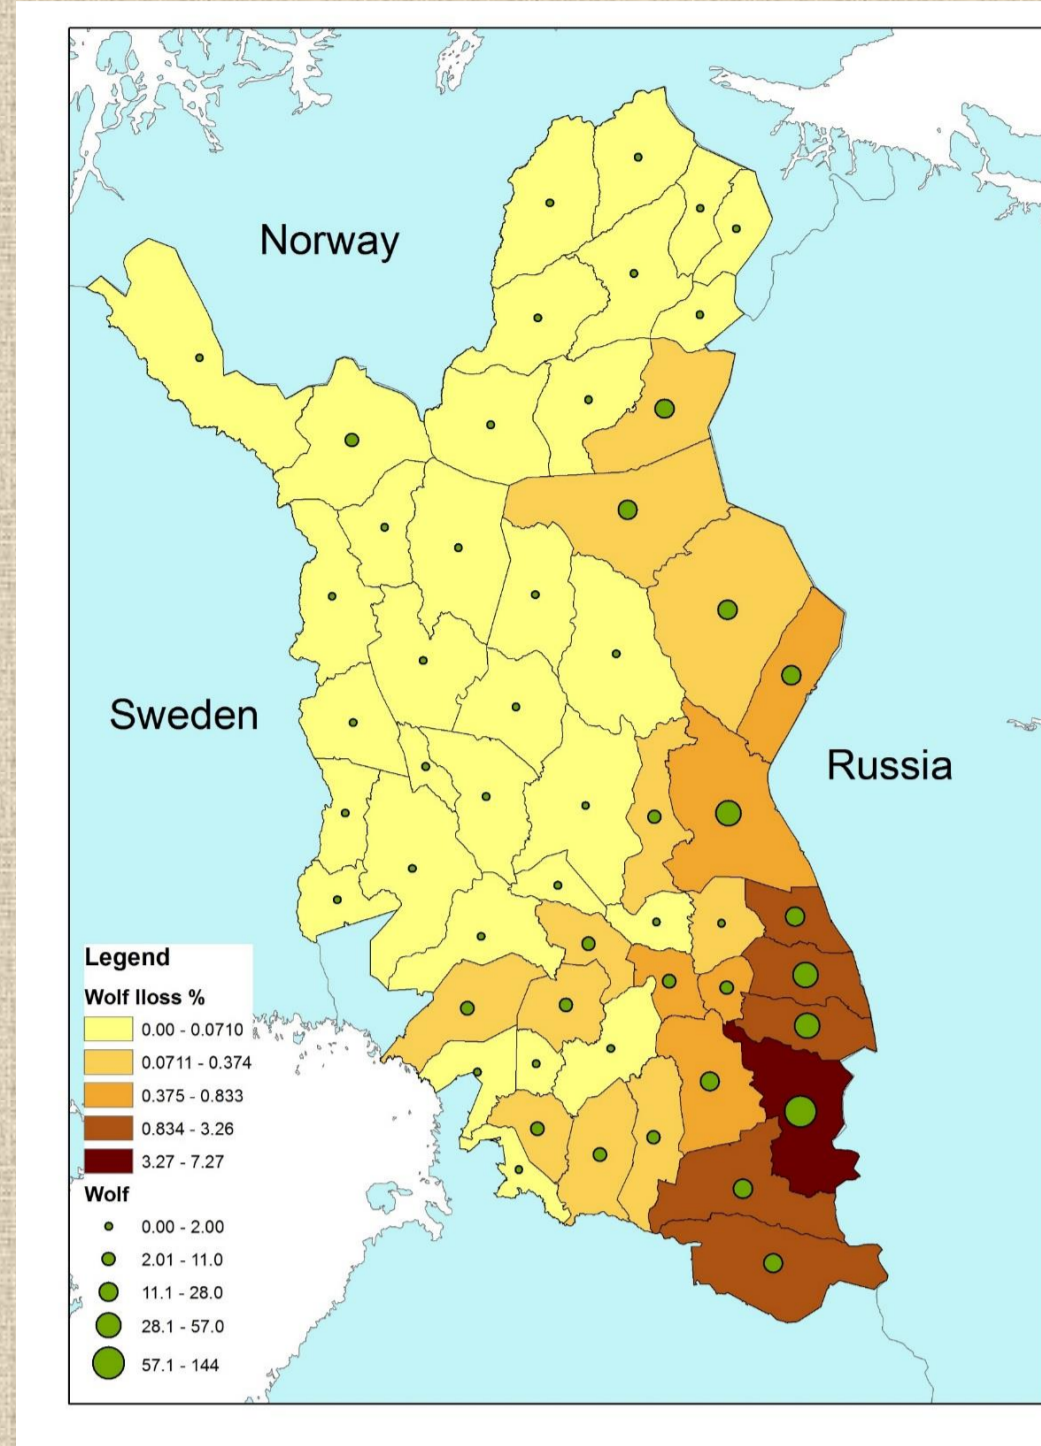 Norway
Sweden
Russia
Legend
Wolf lloss %
0.00 - 0.0710
0.0711 - 0.374
0.375 - 0.833
0.834 - 3.26
3.27 - 7.27
Wolf
0.00 - 2.00
2.01 - 11.0
11.1 - 28.0
28.1 - 57.0
57.1 - 144